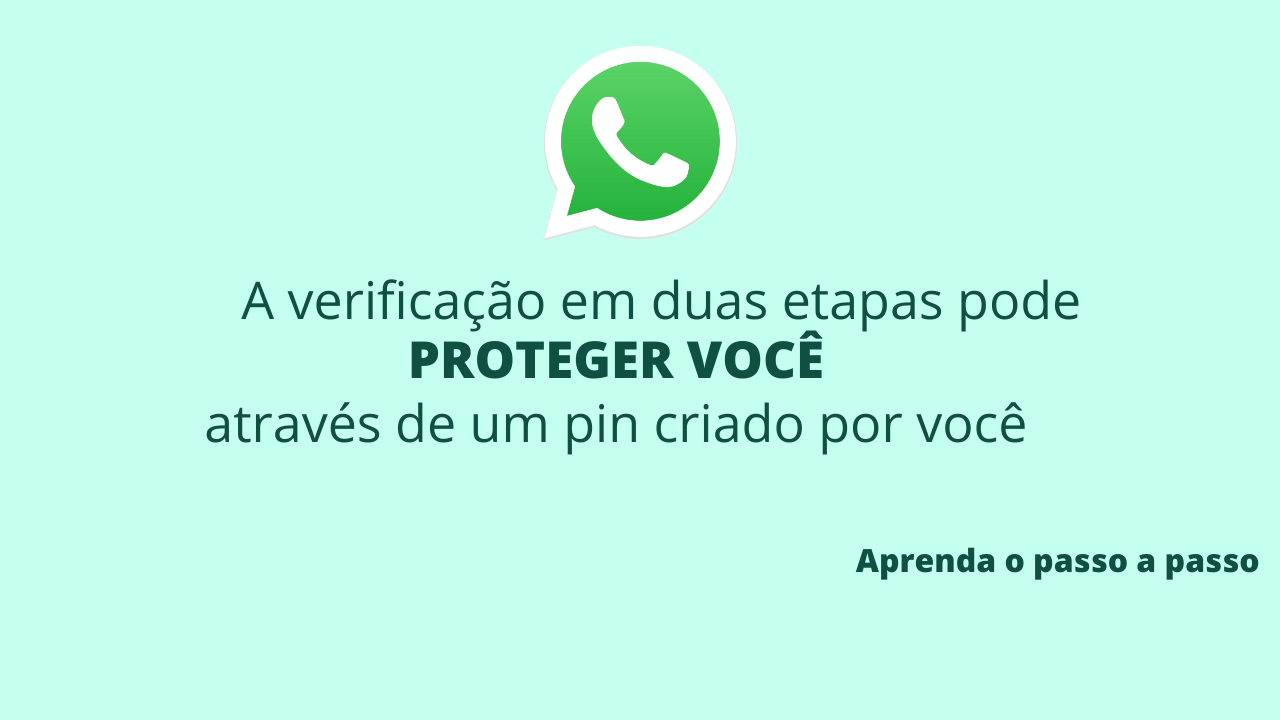 A verificação em duas etapas pode
PROTEGER VOCÊ
através de um pin criado por você
Aprenda o passo a passo